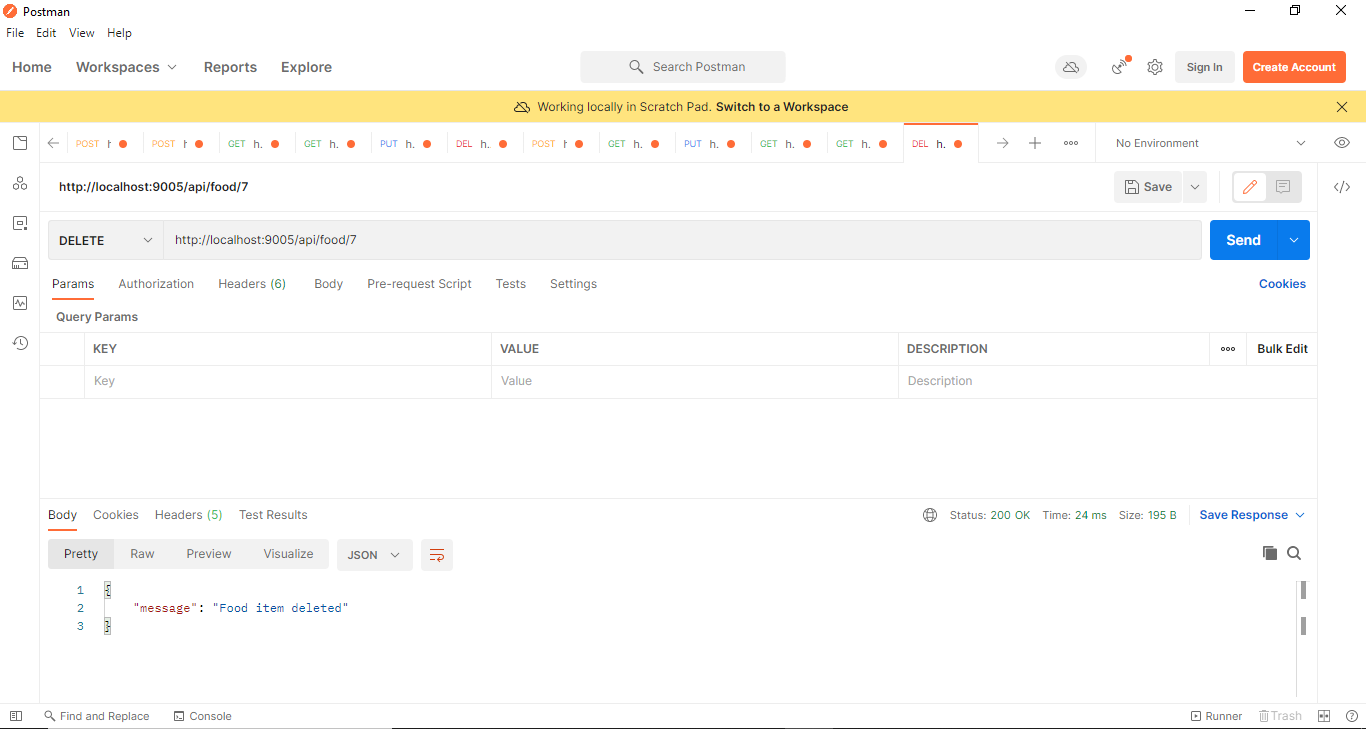 Postman
File Edit View Help
Home Workspaces Reports Explore Search Postman Sign In Create Account
Working locally in Scratch Pad. Switch to a Workspace
POST h POST h GET h. GET h. PUT h. DEL h. POST h GET h. PUT h. GET h. GET h. DEL h. No Environment
http://localhost:9005/api/food/7 Save
DELETE http://localhost:9005/api/food/7 Send
Params Authorization Headers (6) Body Pre-request Script Tests Settings Cookies
Query Params
KEY VALUE DESCRIPTION Bulk Edit
Key Value Description
Body Cookies Headers (5) Test Results Status: 200 OK Time: 24 ms Size: 195 B Save Response
Pretty Raw Preview Visualize JSON
1 {
2 "message": "Food item deleted"
3 }
Find and Replace Console Runner Trash